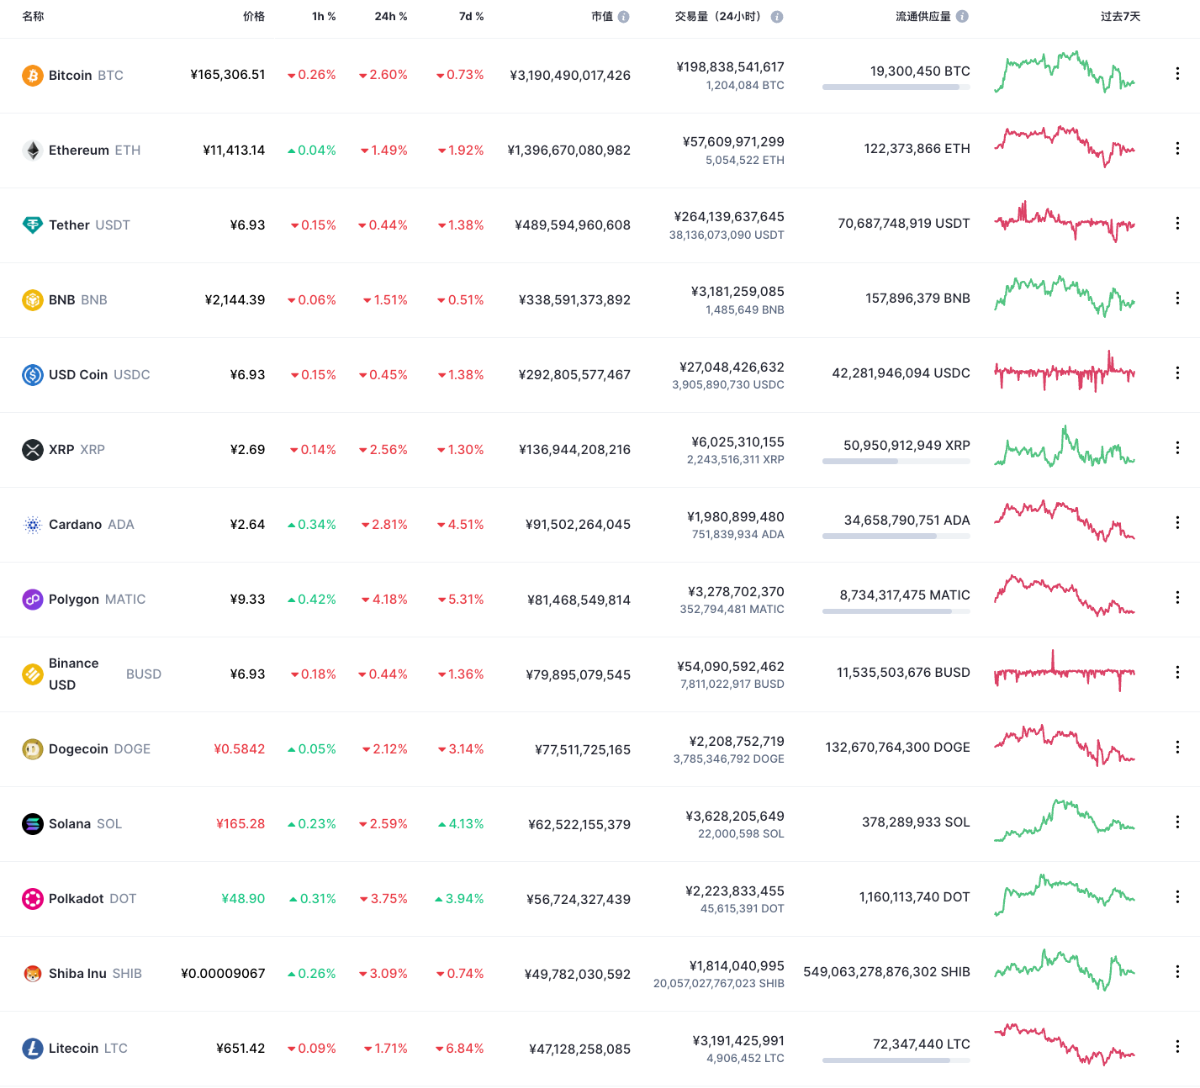 名称 价格 1h % 24h % 7d % 市值 交易量（24小时） 流通供应量 过去7天
Bitcoin BTC ¥165,306.51 0.26% 2.60% 0.73% ¥3,190,490,017,426 ¥198,838,541,617 19,300,450 BTC
1,204,084 BTC
Ethereum ETH ¥11,413.14 0.04% 1.49% 1.92% ¥1,396,670,080,982 ¥57,609,971,299 122,373,866 ETH
5,054,522 ETH
Tether USDT ¥6.93 0.15% 0.44% 1.38% ¥489,594,960,608 ¥264,139,637,645 70,687,748,919 USDT
38,136,073,090 USDT
BNB BNB ¥2,144.39 0.06% 1.51% 0.51% ¥338,591,373,892 ¥3,181,259,085 157,896,379 BNB
1,485,649 BNB
USD Coin USDC ¥6.93 0.15% 0.45% 1.38% ¥292,805,577,467 ¥27,048,426,632 42,281,946,094 USDC
3,905,890,730 USDC
XRP XRP ¥2.69 0.14% 2.56% 1.30% ¥136,944,208,216 ¥6,025,310,155 50,950,912,949 XRP
2,243,516,311 XRP
Cardano ADA ¥2.64 0.34% 2.81% 4.51% ¥91,502,264,045 ¥1,980,899,480 34,658,790,751 ADA
751,839,934 ADA
Polygon MATIC ¥9.33 0.42% 4.18% 5.31% ¥81,468,549,814 ¥3,278,702,370 8,734,317,475 MATIC
352,794,481 MATIC
Binance USD BUSD ¥6.93 0.18% 0.44% 1.36% ¥79,895,079,545 ¥54,090,592,462 11,535,503,676 BUSD
7,811,022,917 BUSD
Dogecoin DOGE ¥0.5842 0.05% 2.12% 3.14% ¥77,511,725,165 ¥2,208,752,719 132,670,764,300 DOGE
3,785,346,792 DOGE
Solana SOL ¥165.28 0.23% 2.59% 4.13% ¥62,522,155,379 ¥3,628,205,649 378,289,933 SOL
22,000,598 SOL
Polkadot DOT ¥48.90 0.31% 3.75% 3.94% ¥56,724,327,439 ¥2,223,833,455 1,160,113,740 DOT
45,615,391 DOT
Shiba Inu SHIB ¥0.00009067 0.26% 3.09% 0.74% ¥49,782,030,592 ¥1,814,040,995 549,063,278,876,302 SHIB
20,057,027,767,023 SHIB
Litecoin LTC ¥651.42 0.09% 1.71% 6.84% ¥47,128,258,085 ¥3,191,425,991 72,347,440 LTC
4,906,452 LTC